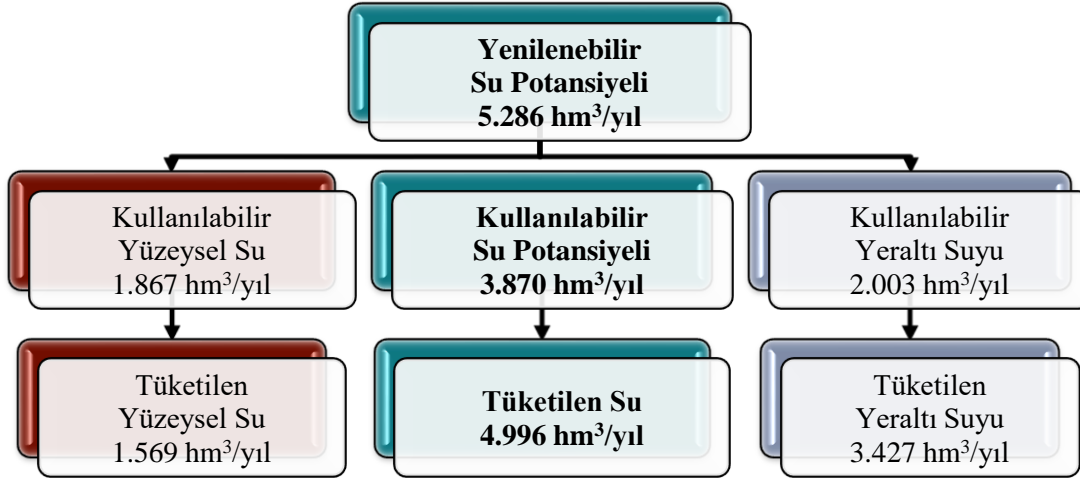 Yenilenebilir
Su Potansiyeli
5.286 hm³/yıl
Kullanılabilir
Yüzeysel Su
1.867 hm³/yıl
Kullanılabilir
Su Potansiyeli
3.870 hm³/yıl
Kullanılabilir
Yeraltı Suyu
2.003 hm³/yıl
Tüketilen
Yüzeysel Su
1.569 hm³/yıl
Tüketilen Su
4.996 hm³/yıl
Tüketilen
Yeraltı Suyu
3.427 hm³/yıl